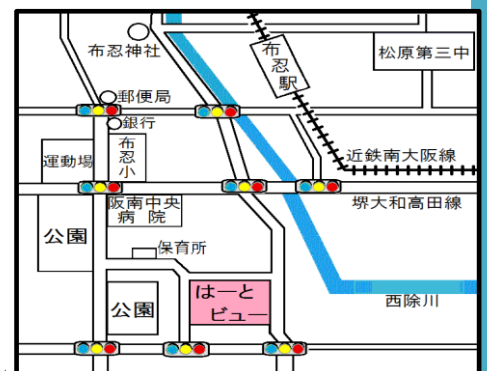 布忍神社
布忍駅
松原第三中
郵便局
銀行
運動場
布忍小
近鉄南大阪線
阪南中央
病院
堺大和高田線
公園
保育所
はーと
ビュー
公園
西除川